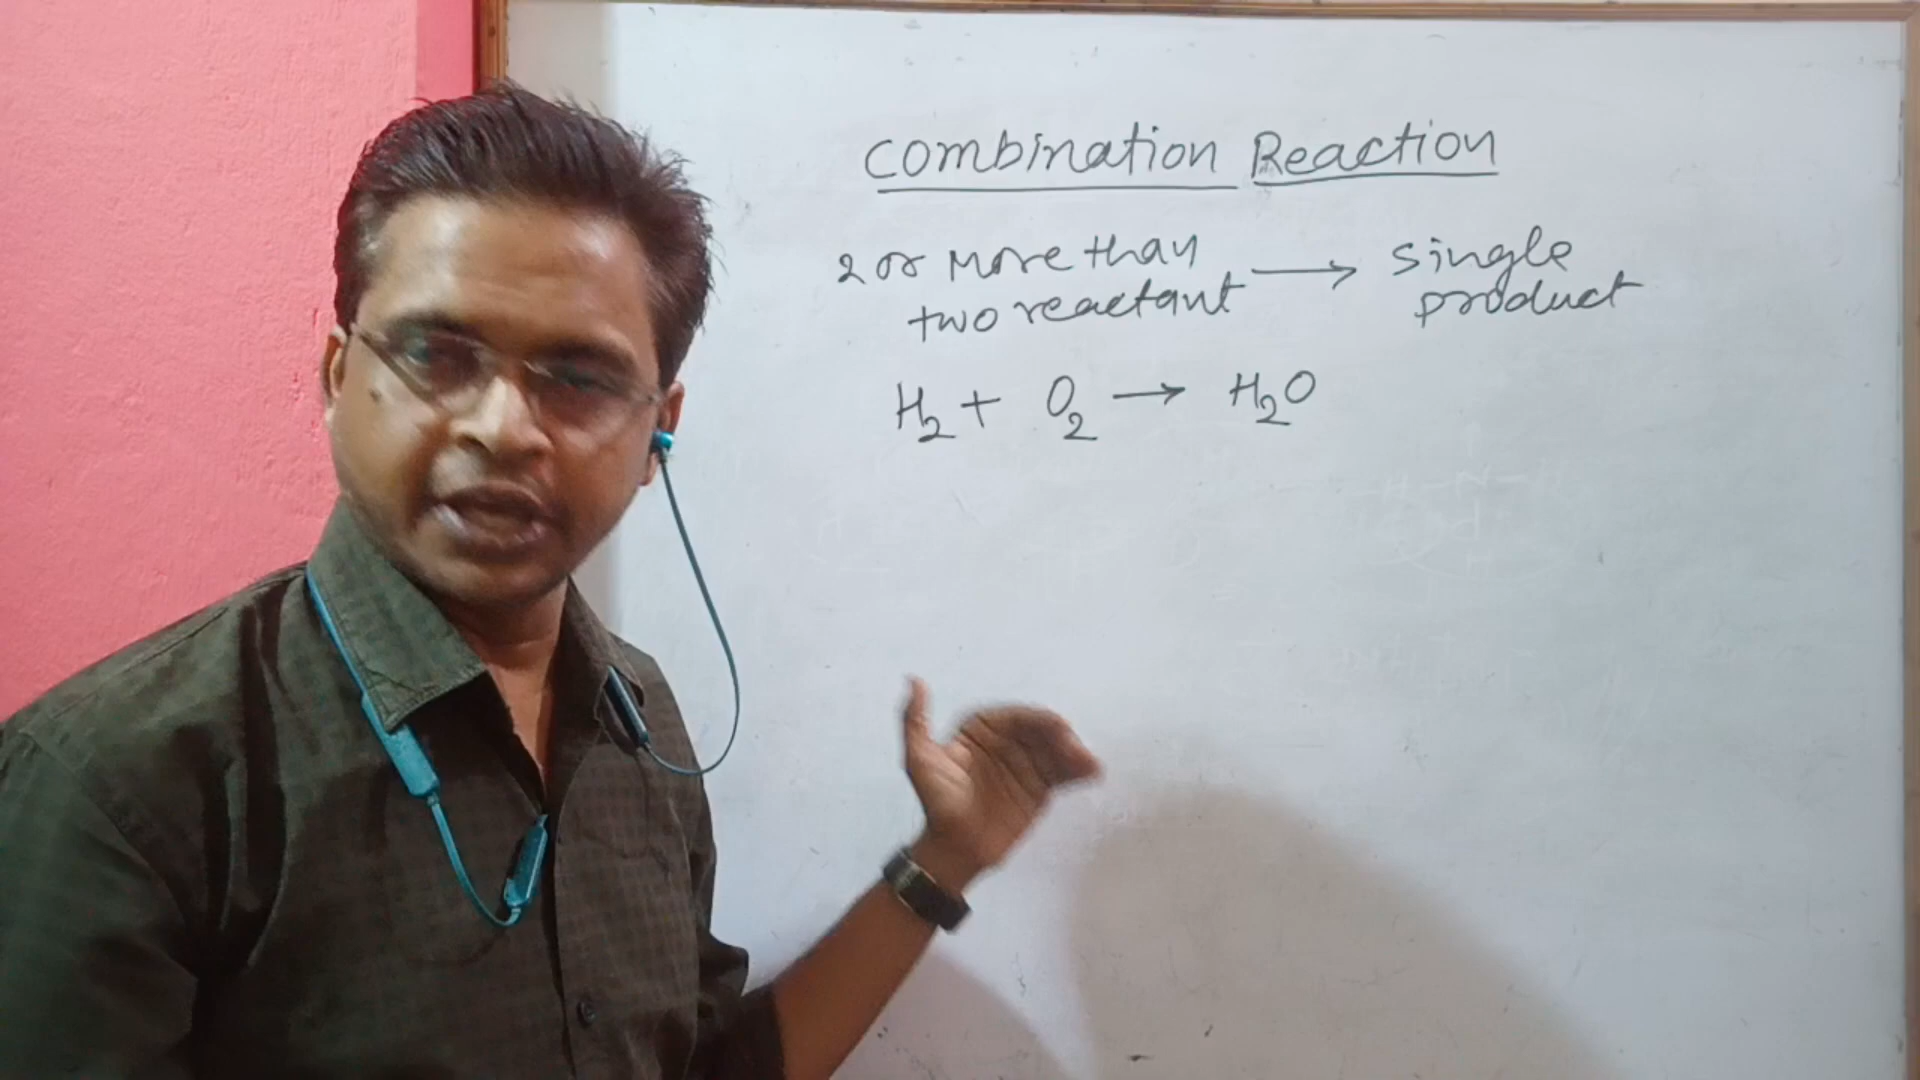 Combination Reaction
2 or more than → single
two reactant product
H₂ + O₂ → H₂O